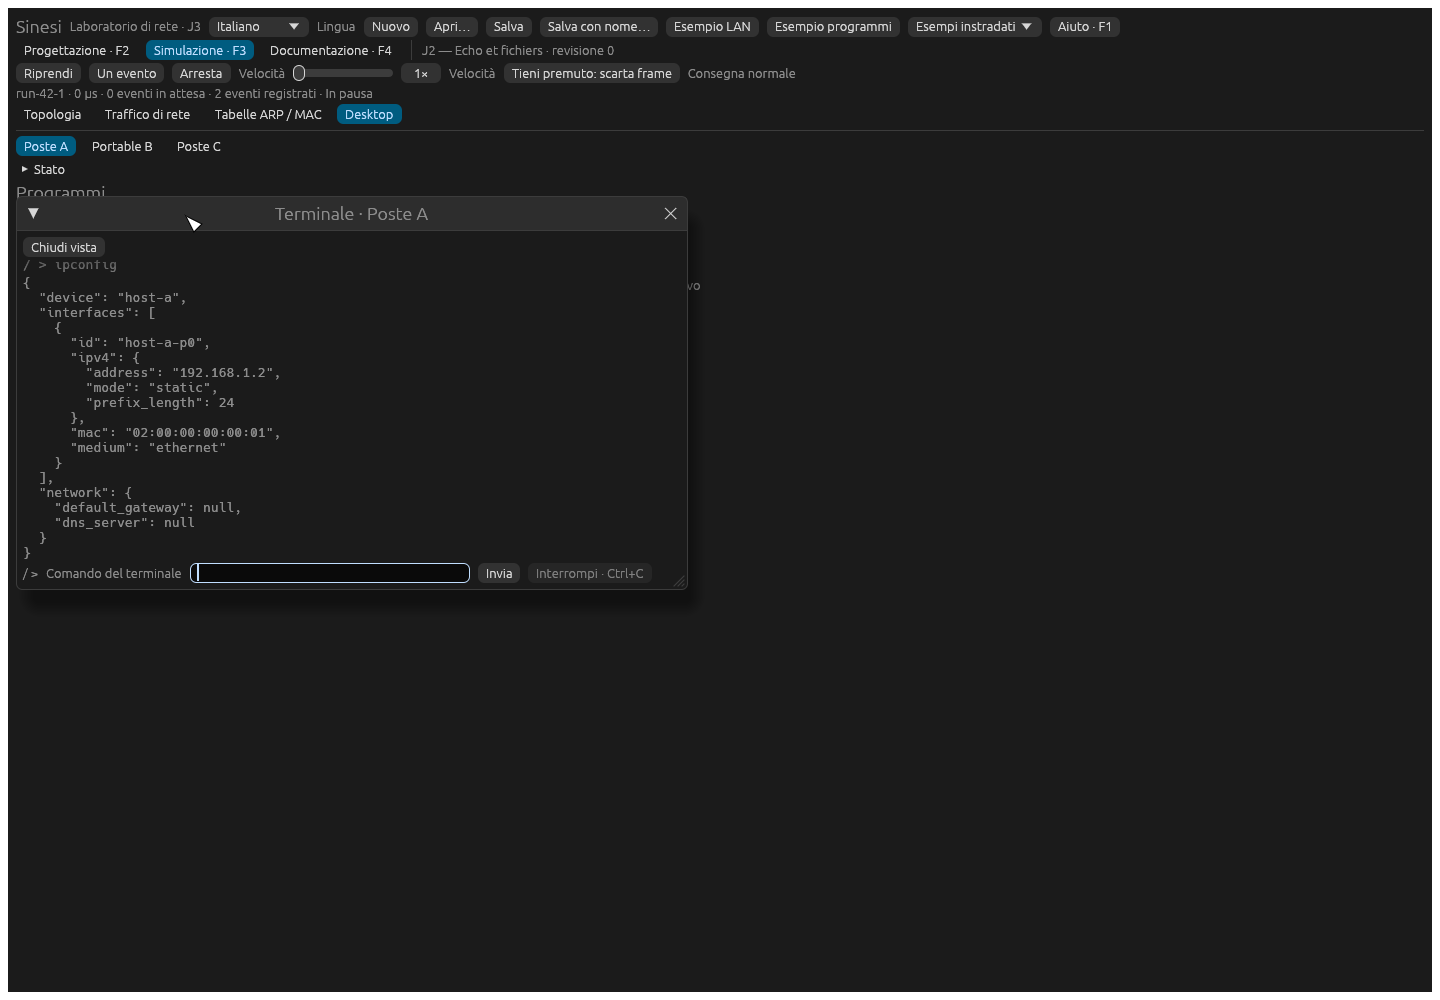 Sinesi Laboratorio di rete · J3 Italiano Lingua Nuovo Apri... Salva Salva con nome... Esempio LAN Esempio programmi Esempi instradati Aiuto · F1
Progettazione · F2 Simulazione · F3 Documentazione · F4 J2 — Echo et fichiers · revisione 0
Riprendi Un evento Arresta Velocità 1× Velocità Tieni premuto: scarta frame Consegna normale
run-42-1 · 0 µs · 0 eventi in attesa · 2 eventi registrati · In pausa
Topologia Traffico di rete Tabelle ARP / MAC Desktop
Poste A Portable B Poste C
Stato
Programmi
Terminale · Poste A
Chiudi vista
/ > ipconfig
{
  "device": "host-a",
vo
  "interfaces": [
    {
      "id": "host-a-p0",
      "ipv4": {
        "address": "192.168.1.2",
        "mode": "static",
        "prefix_length": 24
      },
      "mac": "02:00:00:00:00:01",
      "medium": "ethernet"
    }
  ],
  "network": {
    "default_gateway": null,
    "dns_server": null
  }
}
/ > Comando del terminale Invia Interrompi · Ctrl+C